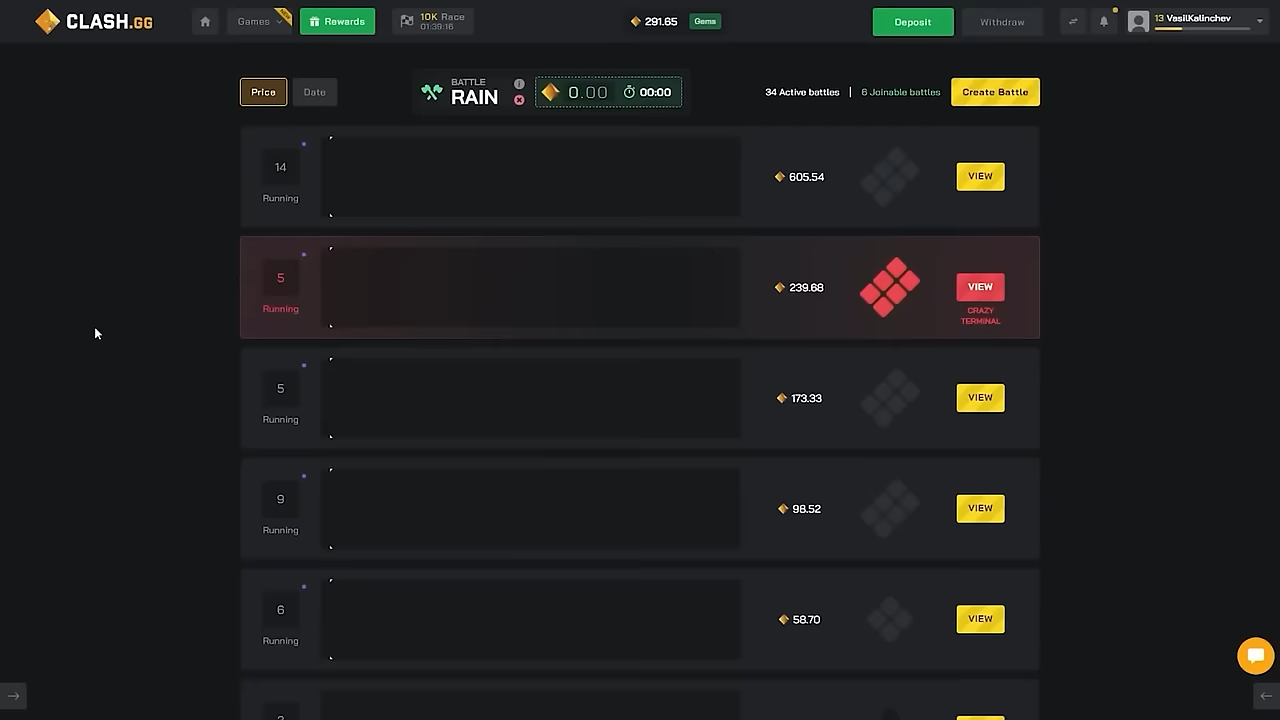 CLASH.GG
Games
NEW
Rewards
10K Race
01:39:16
291.65
Gems
Deposit
Withdraw
13 VasilKalinchev
Price
Date
BATTLE
RAIN
0.00
00:00
34 Active battles | 6 Joinable battles
Create Battle
14
Running
605.54
VIEW
5
Running
239.68
VIEW
CRAZY
TERMINAL
5
Running
173.33
VIEW
9
Running
98.52
VIEW
6
Running
58.70
VIEW